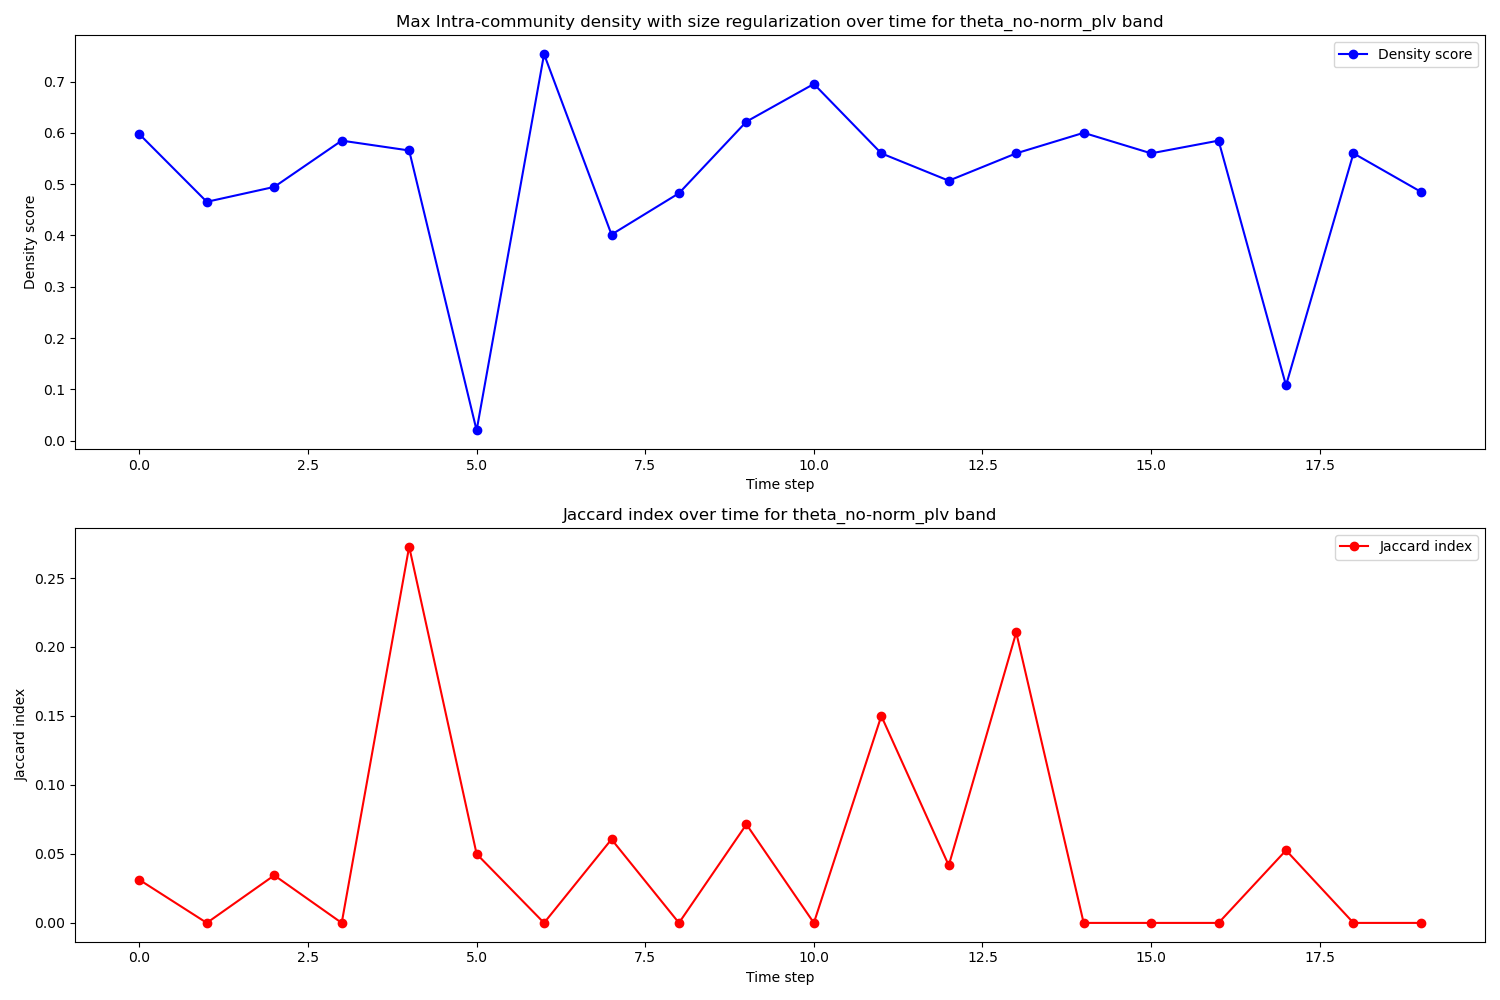 Max Intra-community density with size regularization over time for theta_no-norm_plv band
Density score
0.7
0.6
0.5
0.4
0.3
0.2
0.1
0.0
Density score
0.0 2.5 5.0 7.5 10.0 12.5 15.0 17.5
Time step
Jaccard index over time for theta_no-norm_plv band
Jaccard index
0.25
0.20
0.15
0.10
0.05
0.00
Jaccard index
0.0 2.5 5.0 7.5 10.0 12.5 15.0 17.5
Time step